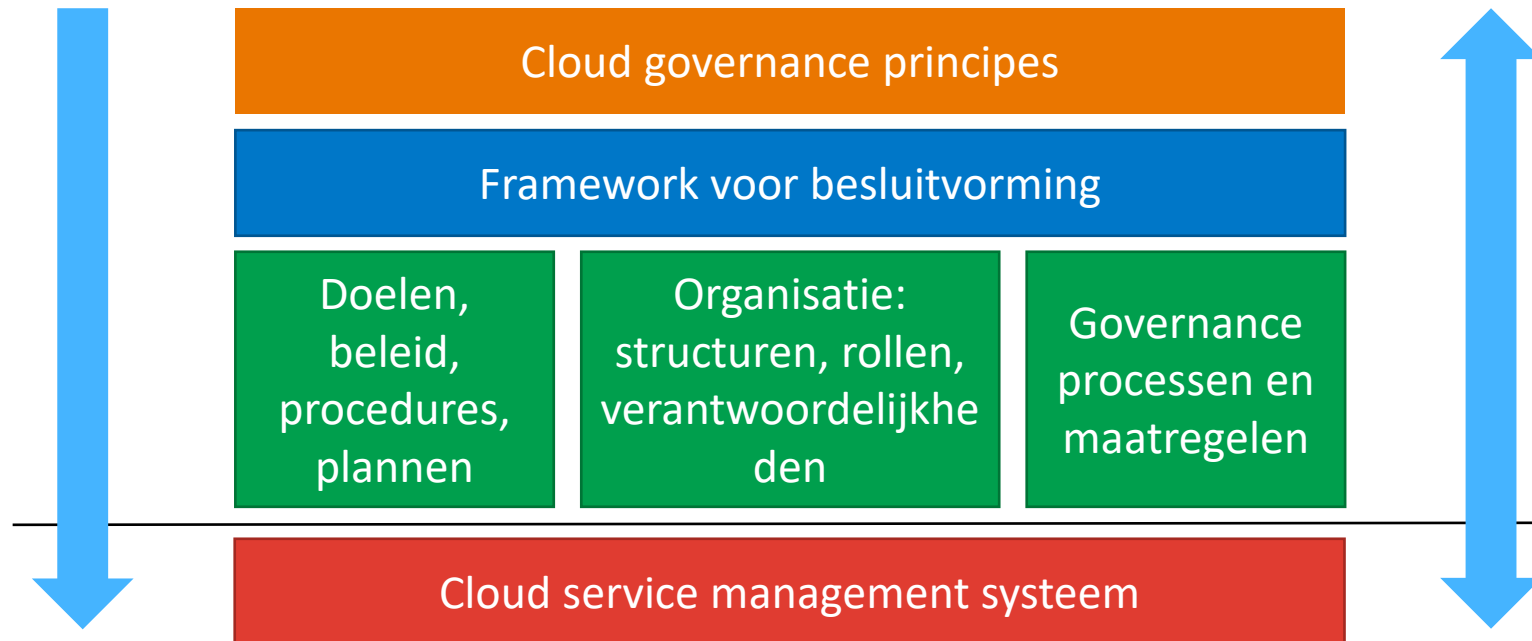 Cloud governance principes
Framework voor besluitvorming
Doelen,
beleid,
procedures,
plannen
Organisatie:
structuren, rollen,
verantwoordelijkhe
den
Governance
processen en
maatregelen
Cloud service management systeem